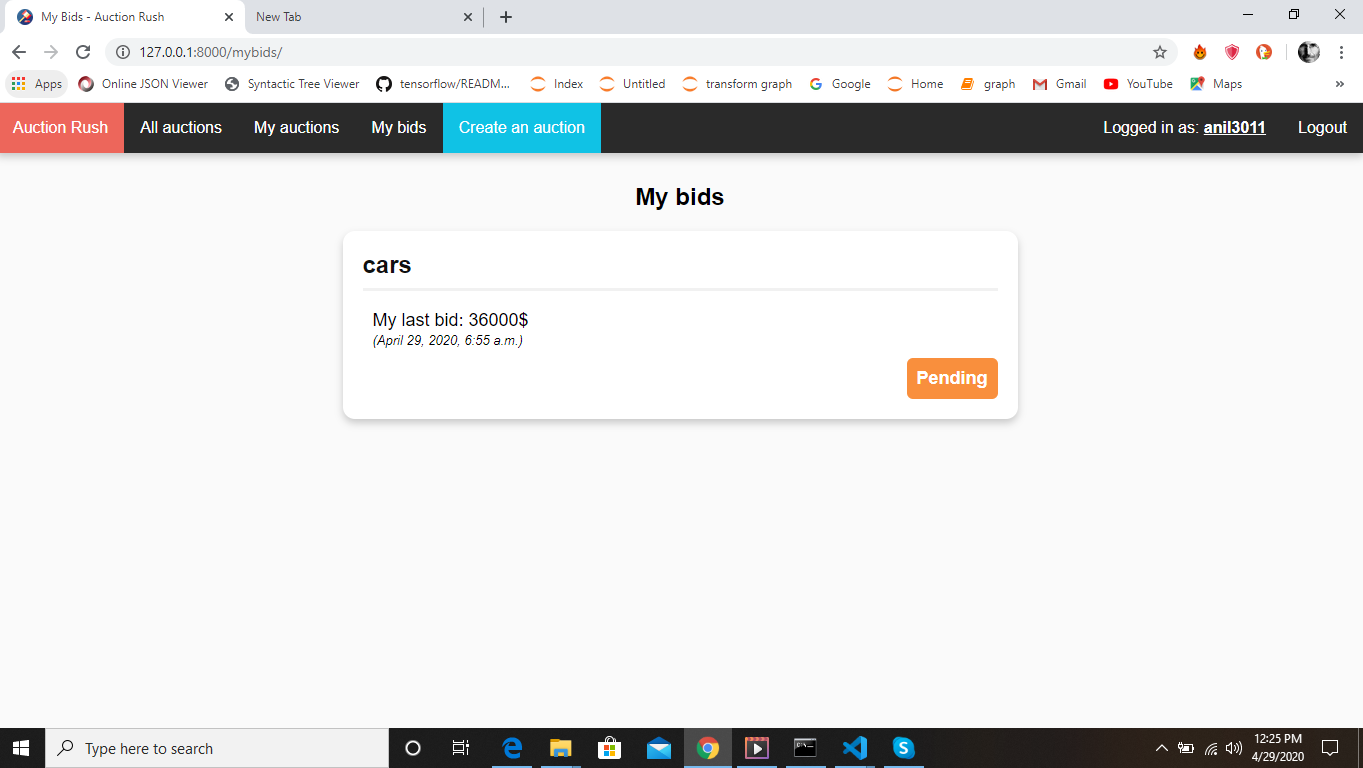 My Bids - Auction Rush
New Tab
127.0.0.1:8000/mybids/
Apps Online JSON Viewer Syntactic Tree Viewer tensorflow/READM... Index Untitled transform graph Google Home graph Gmail YouTube Maps »
Auction Rush All auctions My auctions My bids Create an auction Logged in as: anil3011 Logout
My bids
cars
My last bid: 36000$
(April 29, 2020, 6:55 a.m.)
Pending
Type here to search
12:25 PM
4/29/2020